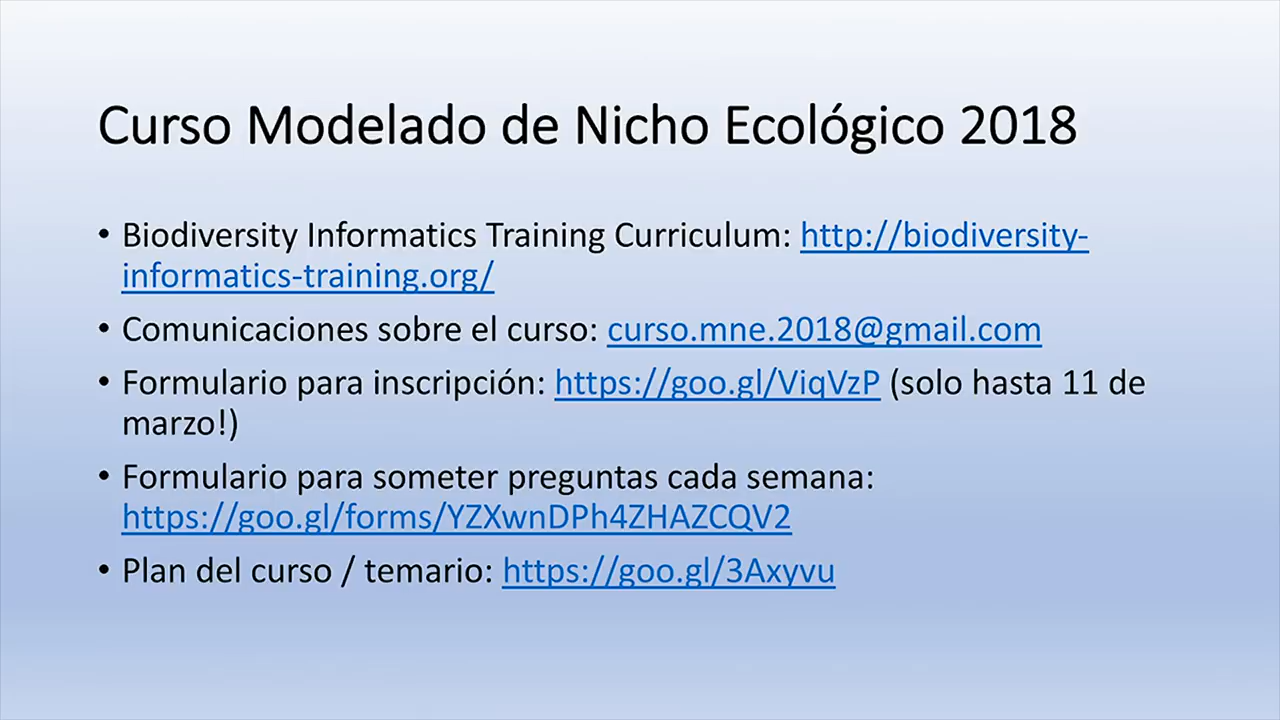 Curso Modelado de Nicho Ecológico 2018
• Biodiversity Informatics Training Curriculum: http://biodiversity-
informatics-training.org/
• Comunicaciones sobre el curso: curso.mne.2018@gmail.com
• Formulario para inscripción: https://goo.gl/ViqVzP (solo hasta 11 de
marzo!)
• Formulario para someter preguntas cada semana:
https://goo.gl/forms/YZXwnDPh4ZHAZCQV2
• Plan del curso / temario: https://goo.gl/3Axyvu